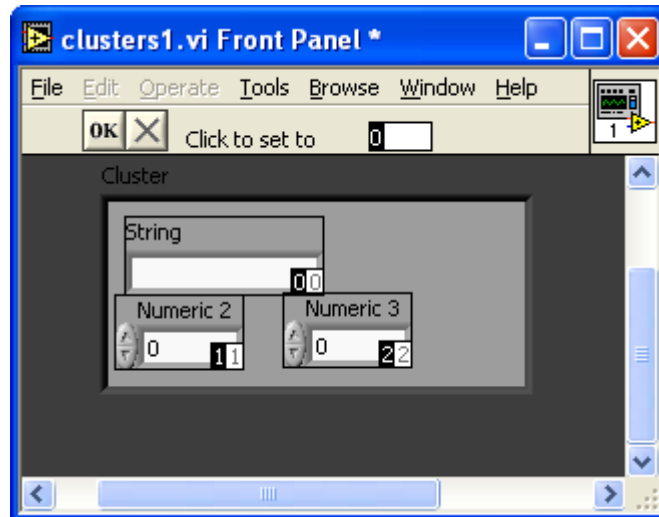 clusters1.vi Front Panel *
File Edit Operate Tools Browse Window Help
OK Click to set to 0
1
Cluster
String
0 0
Numeric 2 Numeric 3
0 1 1 0 2 2